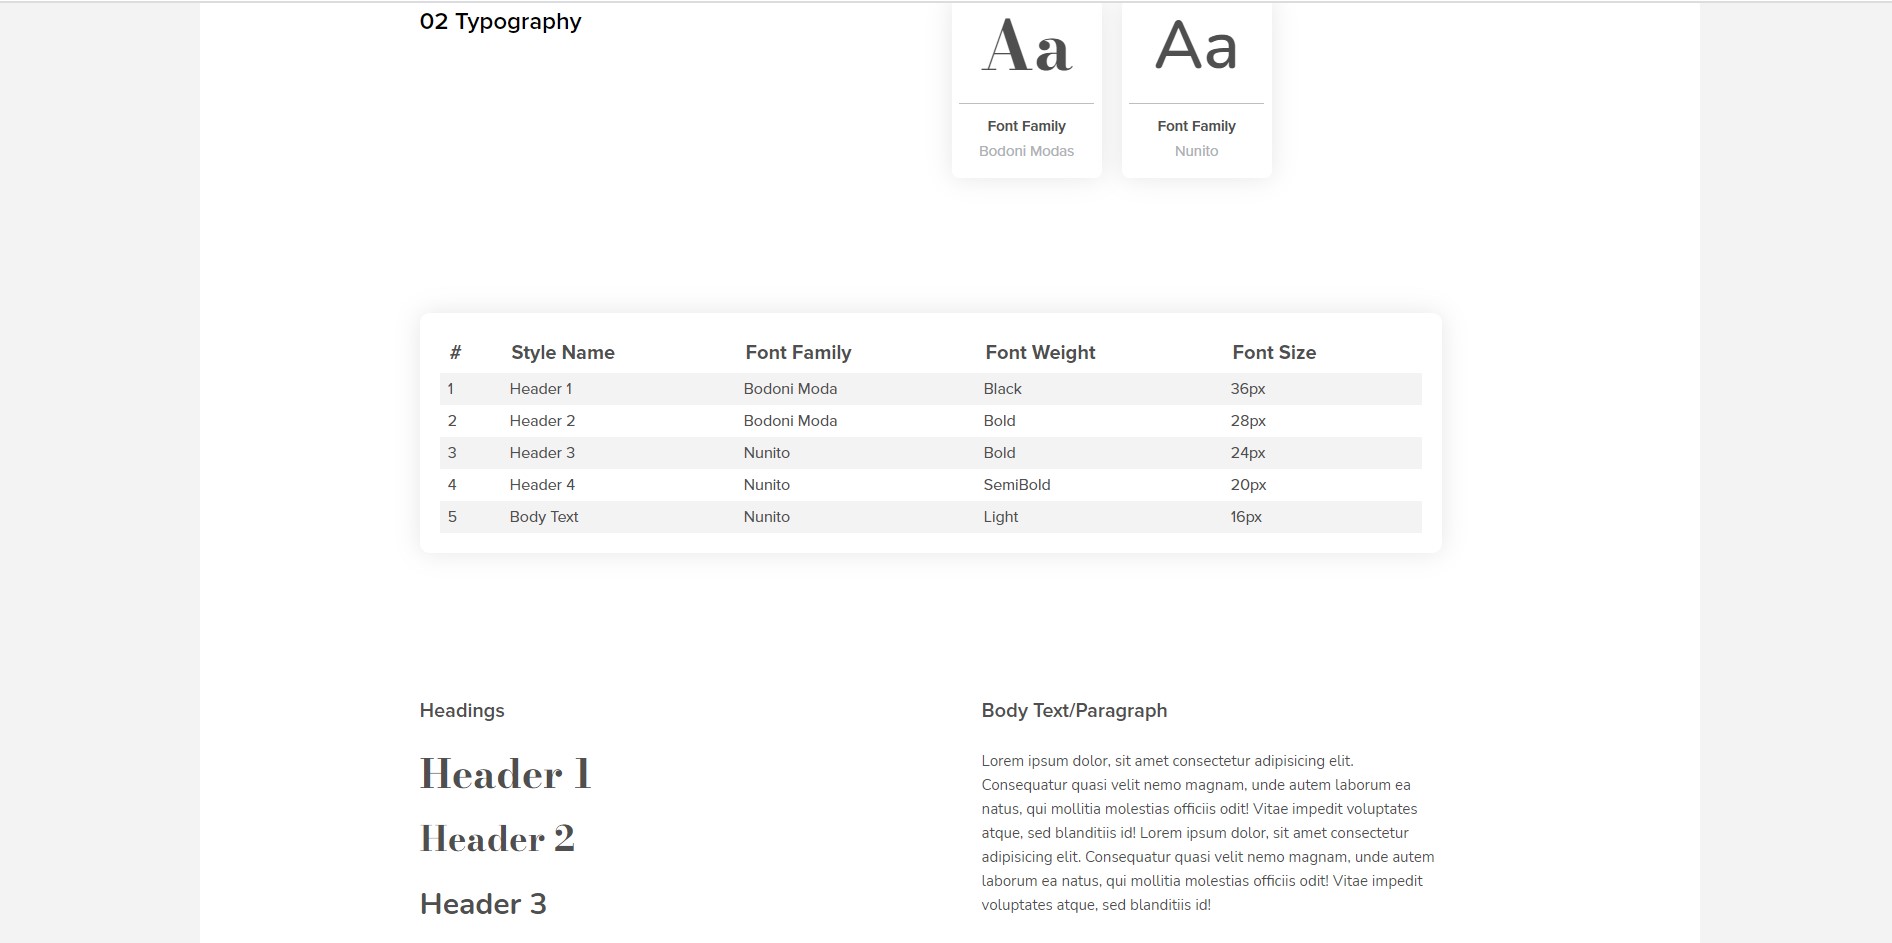 02 Typography
Aa
Aa
Font Family
Bodoni Modas
Font Family
Nunito
# Style Name Font Family Font Weight Font Size
1 Header 1 Bodoni Moda Black 36px
2 Header 2 Bodoni Moda Bold 28px
3 Header 3 Nunito Bold 24px
4 Header 4 Nunito SemiBold 20px
5 Body Text Nunito Light 16px
Headings
Header 1
Header 2
Header 3
Body Text/Paragraph
Lorem ipsum dolor, sit amet consectetur adipisicing elit.
Consequatur quasi velit nemo magnam, unde autem laborum ea
natus, qui mollitia molestias officiis odit! Vitae impedit voluptates
atque, sed blanditiis id! Lorem ipsum dolor, sit amet consectetur
adipisicing elit. Consequatur quasi velit nemo magnam, unde autem
laborum ea natus, qui mollitia molestias officiis odit! Vitae impedit
voluptates atque, sed blanditiis id!